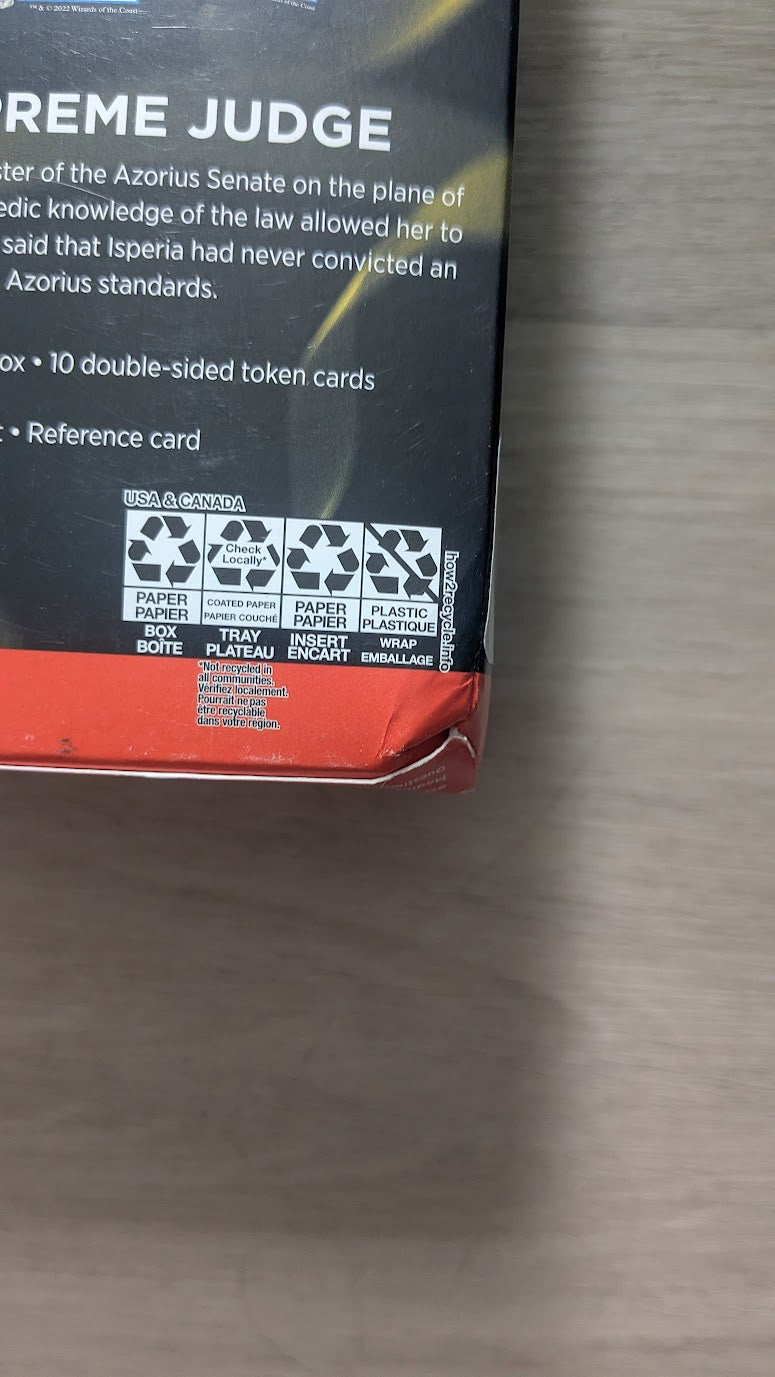 ™ & © 2022 Wizards of the Coast
of the Coast
REME JUDGE
ster of the Azorius Senate on the plane of
edic knowledge of the law allowed her to
said that Isperia had never convicted an
Azorius standards.
ox • 10 double-sided token cards
• Reference card
USA & CANADA
Check
Locally*
PAPER
PAPIER
COATED PAPER
PAPIER COUCHÉ
PAPER
PAPIER
PLASTIC
PLASTIQUE
BOX
BOÎTE
TRAY
PLATEAU
INSERT
ENCART
WRAP
EMBALLAGE
how2recycle.info
*Not recycled in
all communities.
Vérifiez localement.
Pourrait ne pas
être recyclable
dans votre région.